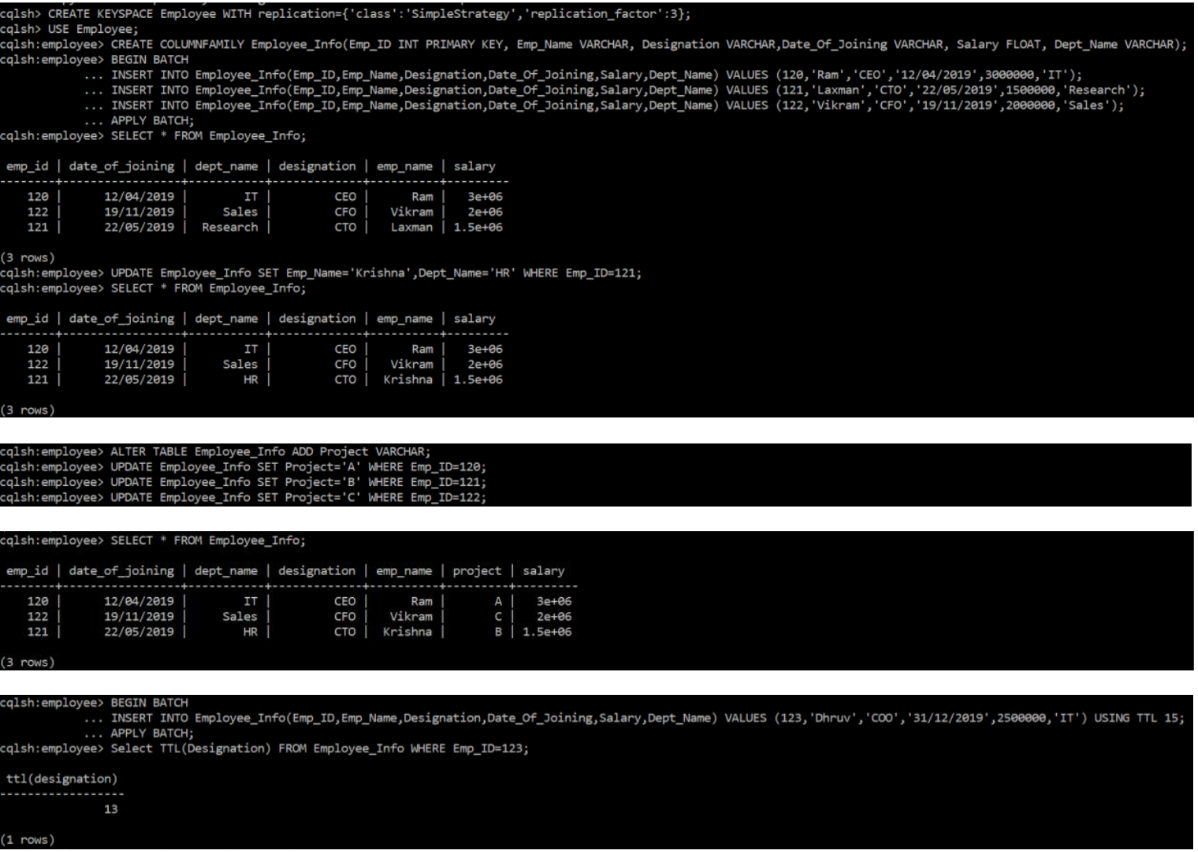 cqlsh> CREATE KEYSPACE Employee WITH replication={'class':'SimpleStrategy','replication_factor':3};
cqlsh> USE Employee;
cqlsh:employee> CREATE COLUMNFAMILY Employee_Info(Emp_ID INT PRIMARY KEY, Emp_Name VARCHAR, Designation VARCHAR,Date_Of_Joining VARCHAR, Salary FLOAT, Dept_Name VARCHAR);
cqlsh:employee> BEGIN BATCH
            ... INSERT INTO Employee_Info(Emp_ID,Emp_Name,Designation,Date_Of_Joining,Salary,Dept_Name) VALUES (120,'Ram','CEO','12/04/2019',3000000,'IT');
            ... INSERT INTO Employee_Info(Emp_ID,Emp_Name,Designation,Date_Of_Joining,Salary,Dept_Name) VALUES (121,'Laxman','CTO','22/05/2019',1500000,'Research');
            ... INSERT INTO Employee_Info(Emp_ID,Emp_Name,Designation,Date_Of_Joining,Salary,Dept_Name) VALUES (122,'Vikram','CFO','19/11/2019',2000000,'Sales');
            ... APPLY BATCH;
cqlsh:employee> SELECT * FROM Employee_Info;
 emp_id | date_of_joining | dept_name | designation | emp_name | salary
--------+-----------------+-----------+-------------+----------+---------
    120 |      12/04/2019 |        IT |         CEO |      Ram |   3e+06
    122 |      19/11/2019 |     Sales |         CFO |   Vikram |   2e+06
    121 |      22/05/2019 |  Research |         CTO |   Laxman | 1.5e+06
(3 rows)
cqlsh:employee> UPDATE Employee_Info SET Emp_Name='Krishna',Dept_Name='HR' WHERE Emp_ID=121;
cqlsh:employee> SELECT * FROM Employee_Info;
 emp_id | date_of_joining | dept_name | designation | emp_name | salary
--------+-----------------+-----------+-------------+----------+---------
    120 |      12/04/2019 |        IT |         CEO |      Ram |   3e+06
    122 |      19/11/2019 |     Sales |         CFO |   Vikram |   2e+06
    121 |      22/05/2019 |        HR |         CTO |  Krishna | 1.5e+06
(3 rows)
cqlsh:employee> ALTER TABLE Employee_Info ADD Project VARCHAR;
cqlsh:employee> UPDATE Employee_Info SET Project='A' WHERE Emp_ID=120;
cqlsh:employee> UPDATE Employee_Info SET Project='B' WHERE Emp_ID=121;
cqlsh:employee> UPDATE Employee_Info SET Project='C' WHERE Emp_ID=122;
cqlsh:employee> SELECT * FROM Employee_Info;
 emp_id | date_of_joining | dept_name | designation | emp_name | project | salary
--------+-----------------+-----------+-------------+----------+---------+---------
    120 |      12/04/2019 |        IT |         CEO |      Ram |       A |   3e+06
    122 |      19/11/2019 |     Sales |         CFO |   Vikram |       C |   2e+06
    121 |      22/05/2019 |        HR |         CTO |  Krishna |       B | 1.5e+06
(3 rows)
cqlsh:employee> BEGIN BATCH
            ... INSERT INTO Employee_Info(Emp_ID,Emp_Name,Designation,Date_Of_Joining,Salary,Dept_Name) VALUES (123,'Dhruv','COO','31/12/2019',2500000,'IT') USING TTL 15;
            ... APPLY BATCH;
cqlsh:employee> Select TTL(Designation) FROM Employee_Info WHERE Emp_ID=123;
 ttl(designation)
------------------
               13
(1 rows)